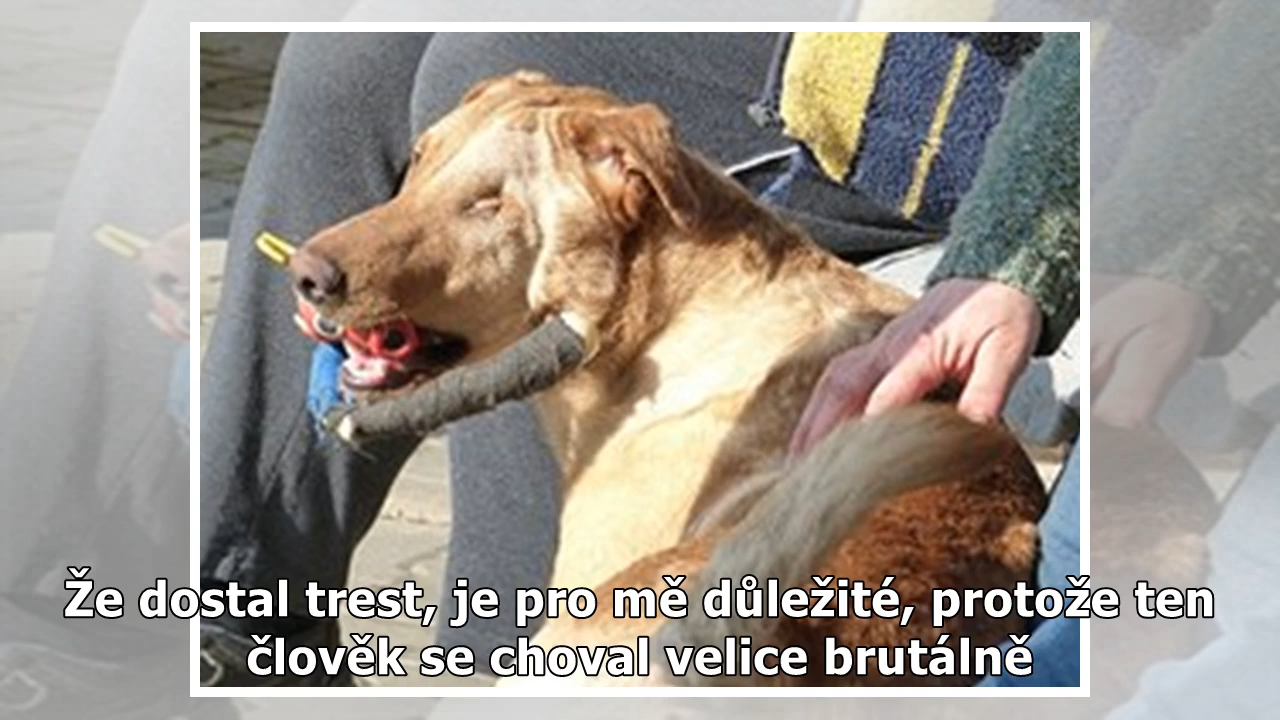 Že dostal trest, je pro mě důležité, protože ten
člověk se choval velice brutálně